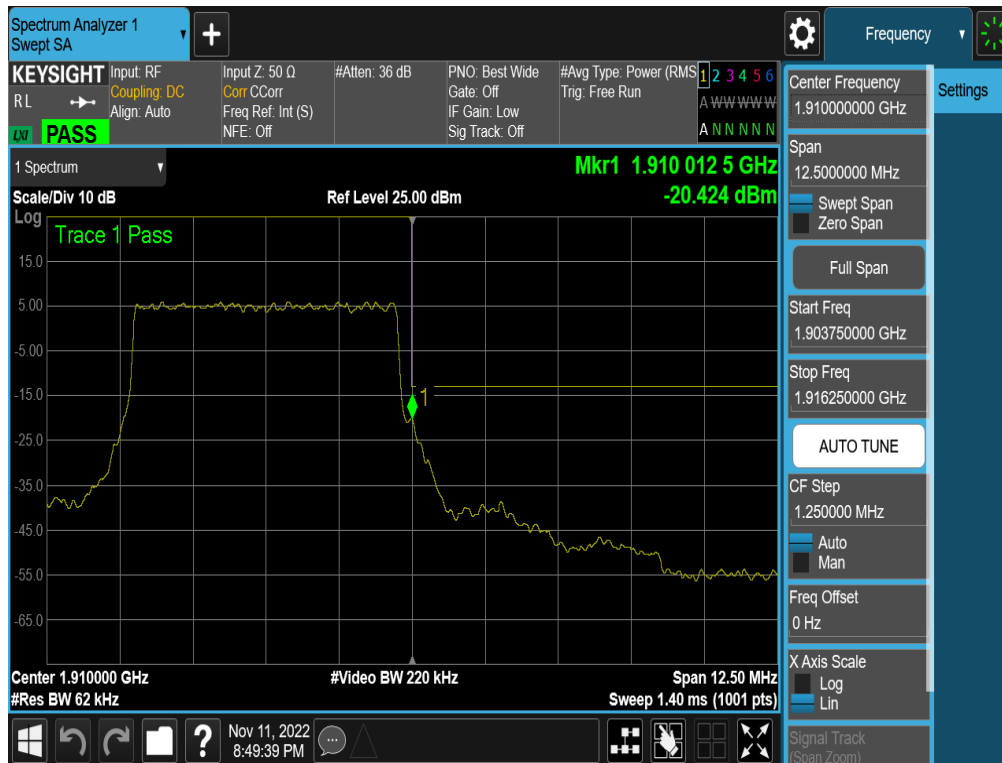 Spectrum Analyzer 1
Swept SA
+
Frequency
KEYSIGHT
RL
LXI
PASS
Input: RF
Coupling: DC
Align: Auto
Input Z: 50 Ω
Corr CCorr
Freq Ref: Int (S)
NFE: Off
#Atten: 36 dB
PNO: Best Wide
Gate: Off
IF Gain: Low
Sig Track: Off
#Avg Type: Power (RMS
Trig: Free Run
1 2 3 4 5 6
A W W W W W
A N N N N N
1 Spectrum
Scale/Div 10 dB
Ref Level 25.00 dBm
Mkr1 1.910 012 5 GHz
-20.424 dBm
Log
Trace 1 Pass
15.0
5.00
-5.00
-15.0
1
-25.0
-35.0
-45.0
-55.0
-65.0
Center 1.910000 GHz
#Res BW 62 kHz
#Video BW 220 kHz
Span 12.50 MHz
Sweep 1.40 ms (1001 pts)
?
Nov 11, 2022
8:49:39 PM
Center Frequency
1.910000000 GHz
Span
12.5000000 MHz
Swept Span
Zero Span
Full Span
Start Freq
1.903750000 GHz
Stop Freq
1.916250000 GHz
AUTO TUNE
CF Step
1.250000 MHz
Auto
Man
Freq Offset
0 Hz
X Axis Scale
Log
Lin
Signal Track
(Span Zoom)
Settings